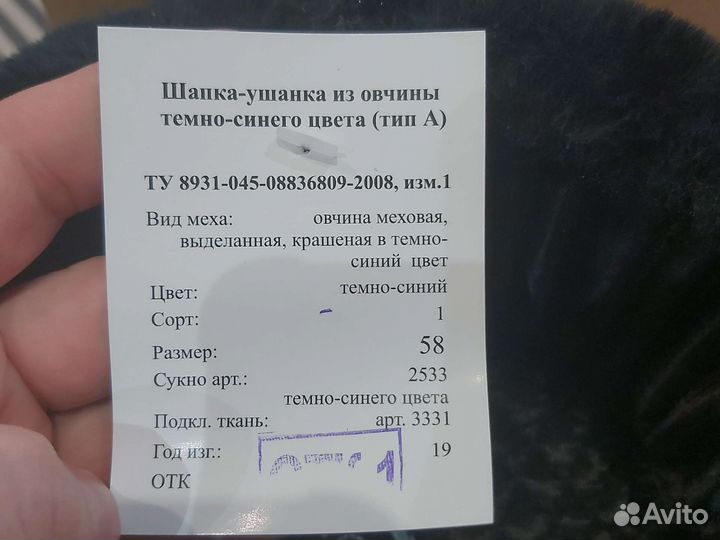 Шапка-ушанка из овчины
темно-синего цвета (тип А)
ТУ 8931-045-08836809-2008, изм.1
Вид меха: овчина меховая,
выделанная, крашеная в темно-
синий цвет
Цвет: темно-синий
Сорт: 1
Размер: 58
Сукно арт.: 2533
темно-синего цвета
Подкл. ткань: арт. 3331
Год изг.: 19
ОТК
Avito